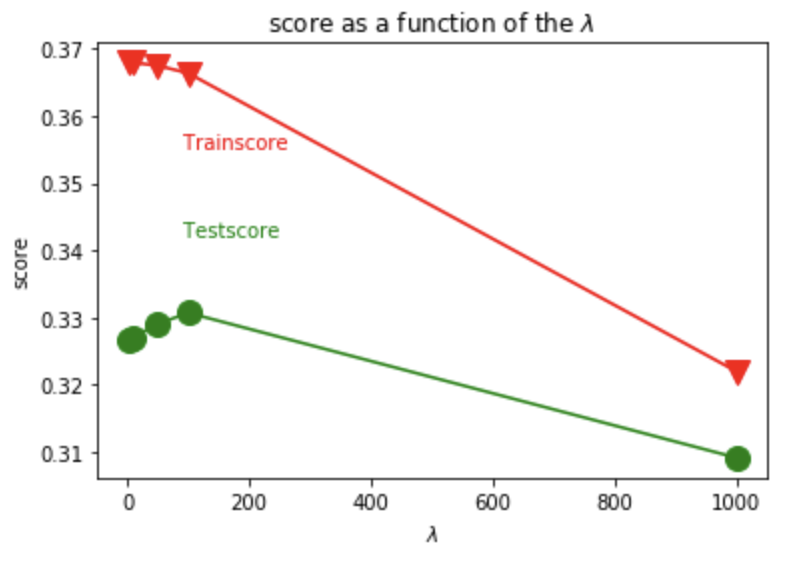 score as a function of the λ
0.37
0.36
0.35
0.34
0.33
0.32
0.31
score
Trainscore
Testscore
0
200
400
600
800
1000
λ